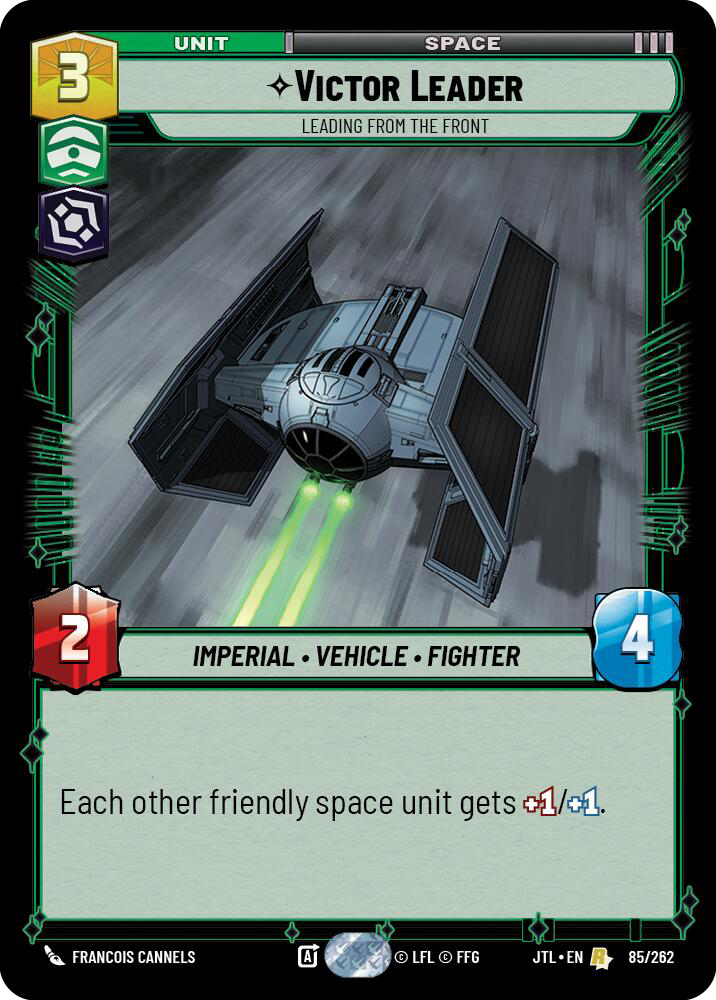 UNIT
SPACE
3
✧VICTOR LEADER
LEADING FROM THE FRONT
2
IMPERIAL • VEHICLE • FIGHTER
4
Each other friendly space unit gets +1/+1.
FRANCOIS CANNELS
A
© LFL © FFG
JTL • EN
R
85/262